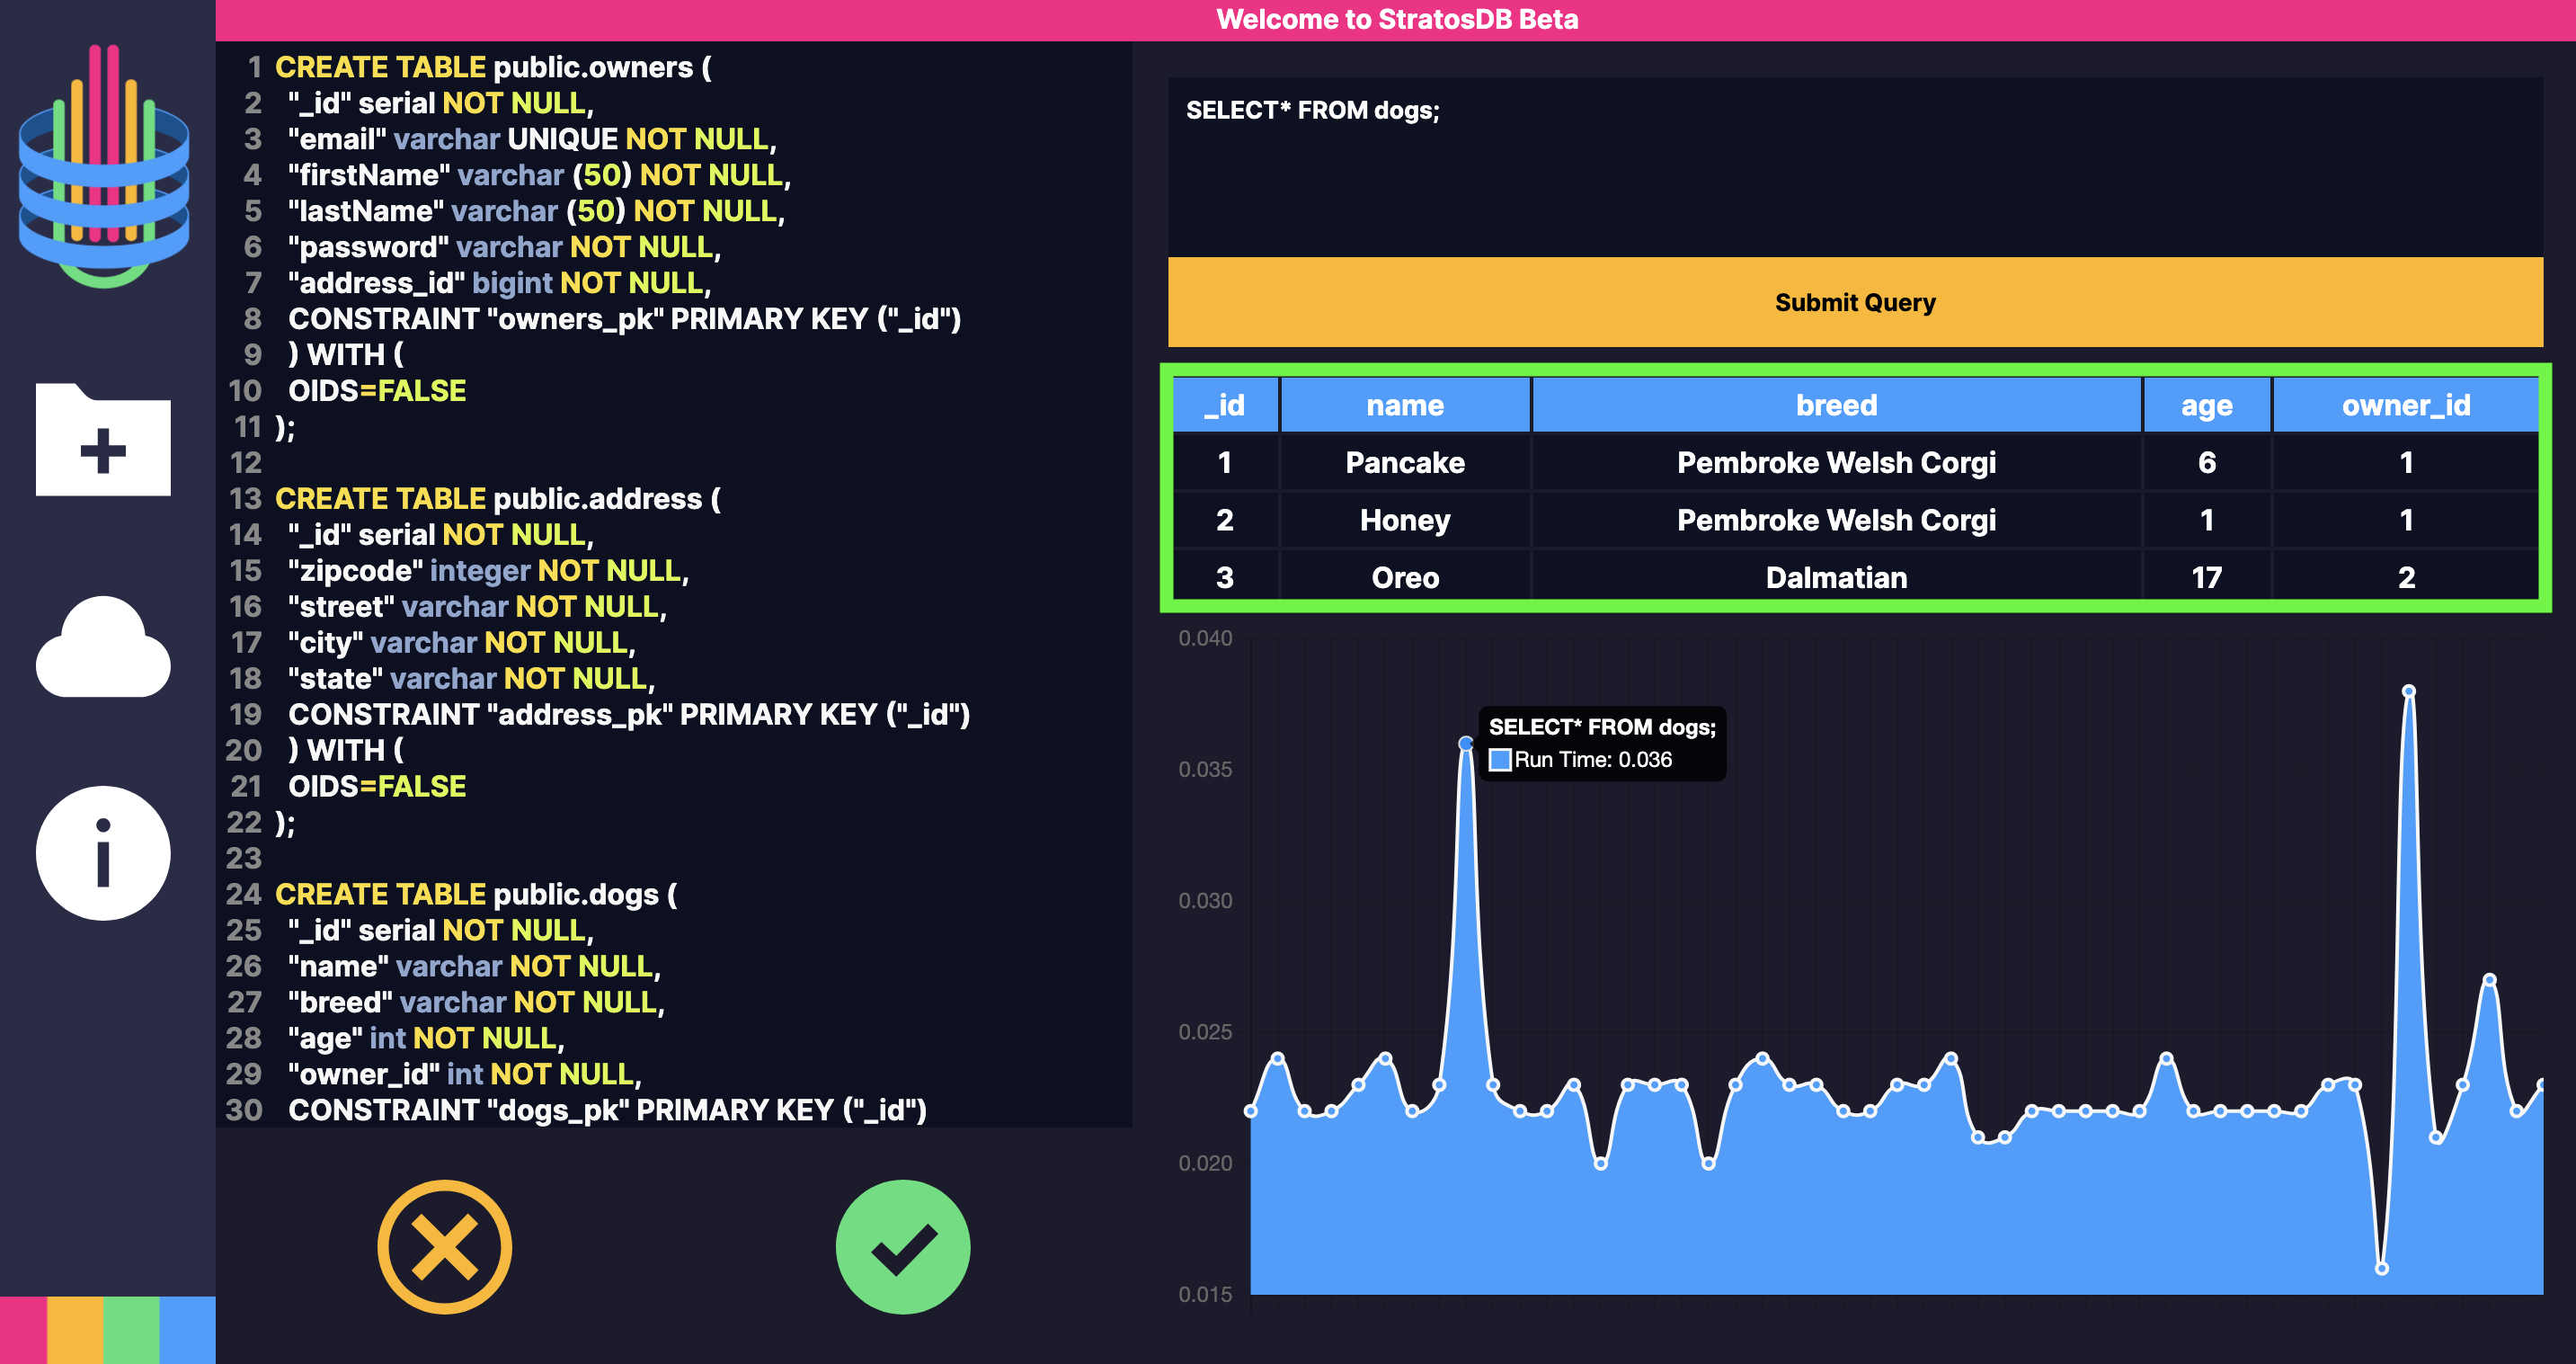 Welcome to StratosDB Beta
1 CREATE TABLE public.owners (
2 "_id" serial NOT NULL,
3 "email" varchar UNIQUE NOT NULL,
4 "firstName" varchar (50) NOT NULL,
5 "lastName" varchar (50) NOT NULL,
6 "password" varchar NOT NULL,
7 "address_id" bigint NOT NULL,
8 CONSTRAINT "owners_pk" PRIMARY KEY ("_id")
9 ) WITH (
10 OIDS=FALSE
11 );
12
13 CREATE TABLE public.address (
14 "_id" serial NOT NULL,
15 "zipcode" integer NOT NULL,
16 "street" varchar NOT NULL,
17 "city" varchar NOT NULL,
18 "state" varchar NOT NULL,
19 CONSTRAINT "address_pk" PRIMARY KEY ("_id")
20 ) WITH (
21 OIDS=FALSE
22 );
23
24 CREATE TABLE public.dogs (
25 "_id" serial NOT NULL,
26 "name" varchar NOT NULL,
27 "breed" varchar NOT NULL,
28 "age" int NOT NULL,
29 "owner_id" int NOT NULL,
30 CONSTRAINT "dogs_pk" PRIMARY KEY ("_id")
SELECT* FROM dogs;
Submit Query
_id name breed age owner_id
1 Pancake Pembroke Welsh Corgi 6 1
2 Honey Pembroke Welsh Corgi 1 1
3 Oreo Dalmatian 17 2
0.040
SELECT* FROM dogs;
Run Time: 0.036
0.035
0.030
0.025
0.020
0.015